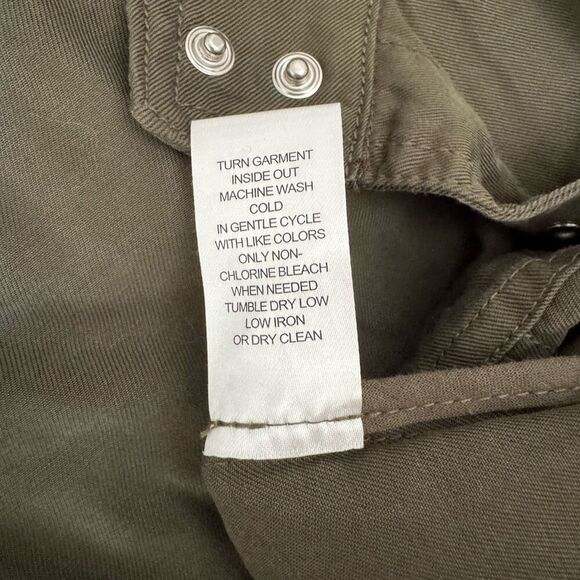 TURN GARMENT
INSIDE OUT
MACHINE WASH
COLD
IN GENTLE CYCLE
WITH LIKE COLORS
ONLY NON-
CHLORINE BLEACH
WHEN NEEDED
TUMBLE DRY LOW
LOW IRON
OR DRY CLEAN